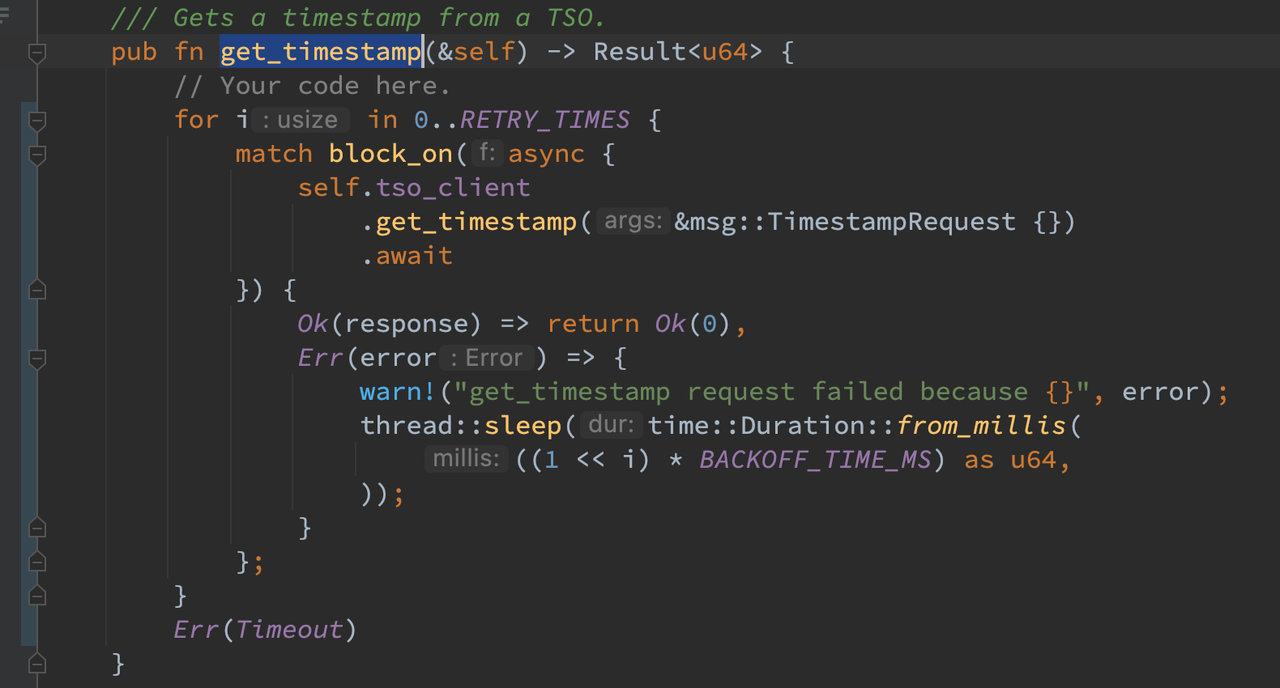 /// Gets a timestamp from a TSO.
pub fn get_timestamp(&self) -> Result<u64> {
// Your code here.
for i : usize in 0..RETRY_TIMES {
match block_on( f: async {
self.tso_client
.get_timestamp( args: &msg::TimestampRequest {})
.await
}) {
Ok(response) => return Ok(0),
Err(error : Error ) => {
warn!("get_timestamp request failed because {}", error);
thread::sleep( dur: time::Duration::from_millis(
millis: ((1 << i) * BACKOFF_TIME_MS) as u64,
));
}
};
}
Err(Timeout)
}